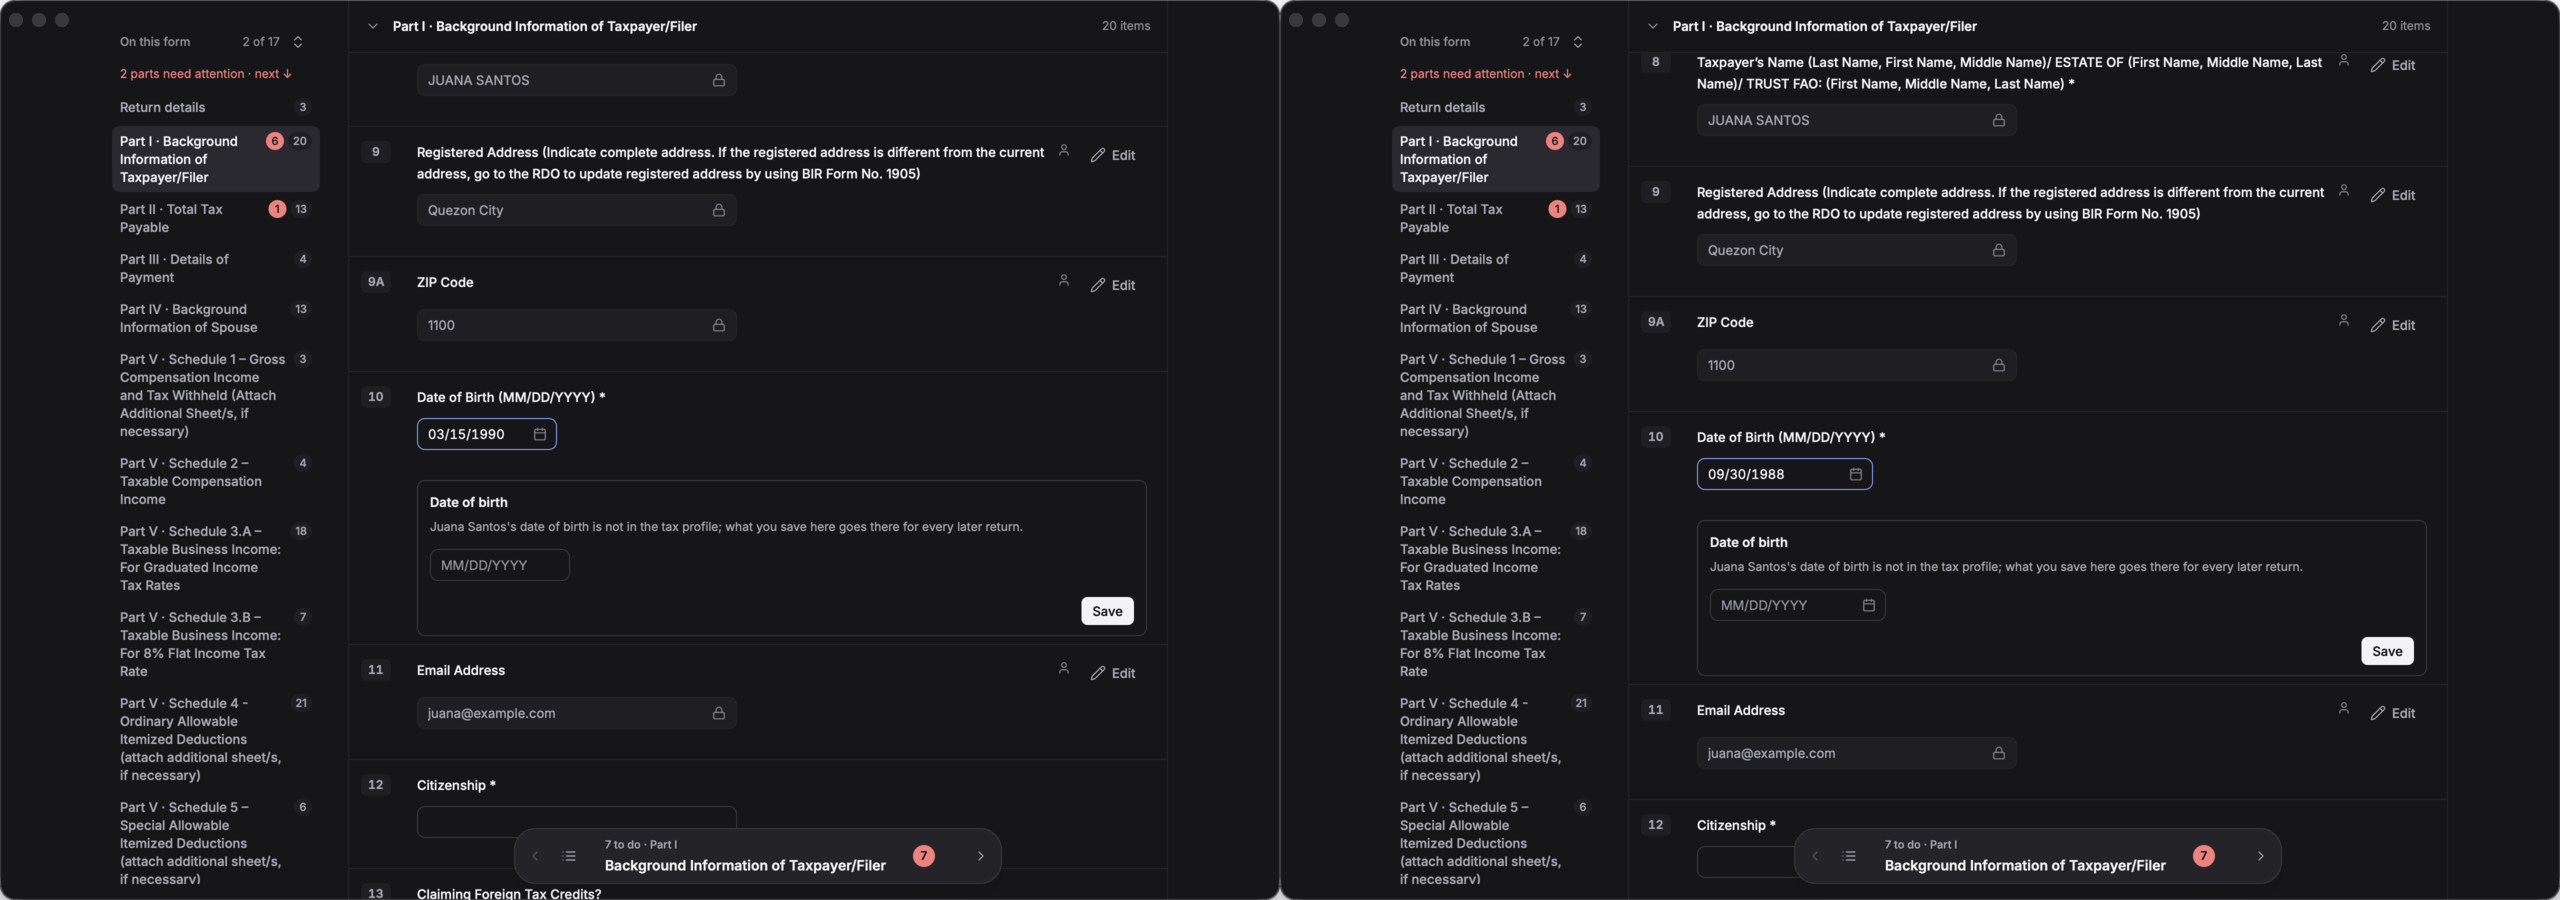 On this form
2 of 17
2 parts need attention · next ↓
Return details
3
Part I · Background
Information of
Taxpayer/Filer
6
20
Part II · Total Tax
Payable
1
13
Part III · Details of
Payment
4
Part IV · Background
Information of Spouse
13
Part V · Schedule 1 – Gross
Compensation Income
and Tax Withheld (Attach
Additional Sheet/s, if
necessary)
3
Part V · Schedule 2 –
Taxable Compensation
Income
4
Part V · Schedule 3.A –
Taxable Business Income:
For Graduated Income
Tax Rates
18
Part V · Schedule 3.B –
Taxable Business Income:
For 8% Flat Income Tax
Rate
7
Part V · Schedule 4 -
Ordinary Allowable
Itemized Deductions
(attach additional sheet/s,
if necessary)
21
Part V · Schedule 5 –
Special Allowable
Itemized Deductions
(attach additional sheet/s,
if necessary)
6
Part I · Background Information of Taxpayer/Filer
20 items
JUANA SANTOS
9
Registered Address (Indicate complete address. If the registered address is different from the current
address, go to the RDO to update registered address by using BIR Form No. 1905)
Edit
Quezon City
9A
ZIP Code
Edit
1100
10
Date of Birth (MM/DD/YYYY) *
03/15/1990
Date of birth
Juana Santos's date of birth is not in the tax profile; what you save here goes there for every later return.
MM/DD/YYYY
Save
11
Email Address
Edit
juana@example.com
12
Citizenship *
7 to do · Part I
Background Information of Taxpayer/Filer
7
13
Claiming Foreign Tax Credits?
On this form
2 of 17
2 parts need attention · next ↓
Return details
3
Part I · Background
Information of
Taxpayer/Filer
6
20
Part II · Total Tax
Payable
1
13
Part III · Details of
Payment
4
Part IV · Background
Information of Spouse
13
Part V · Schedule 1 – Gross
Compensation Income
and Tax Withheld (Attach
Additional Sheet/s, if
necessary)
3
Part V · Schedule 2 –
Taxable Compensation
Income
4
Part V · Schedule 3.A –
Taxable Business Income:
For Graduated Income
Tax Rates
18
Part V · Schedule 3.B –
Taxable Business Income:
For 8% Flat Income Tax
Rate
7
Part V · Schedule 4 -
Ordinary Allowable
Itemized Deductions
(attach additional sheet/s,
if necessary)
21
Part V · Schedule 5 –
Special Allowable
Itemized Deductions
(attach additional sheet/s,
if necessary)
6
Part I · Background Information of Taxpayer/Filer
20 items
8
Taxpayer's Name (Last Name, First Name, Middle Name)/ ESTATE OF (First Name, Middle Name, Last
Name)/ TRUST FAO: (First Name, Middle Name, Last Name) *
Edit
JUANA SANTOS
9
Registered Address (Indicate complete address. If the registered address is different from the current
address, go to the RDO to update registered address by using BIR Form No. 1905)
Edit
Quezon City
9A
ZIP Code
Edit
1100
10
Date of Birth (MM/DD/YYYY) *
09/30/1988
Date of birth
Juana Santos's date of birth is not in the tax profile; what you save here goes there for every later return.
MM/DD/YYYY
Save
11
Email Address
Edit
juana@example.com
12
Citizenship *
7 to do · Part I
Background Information of Taxpayer/Filer
7